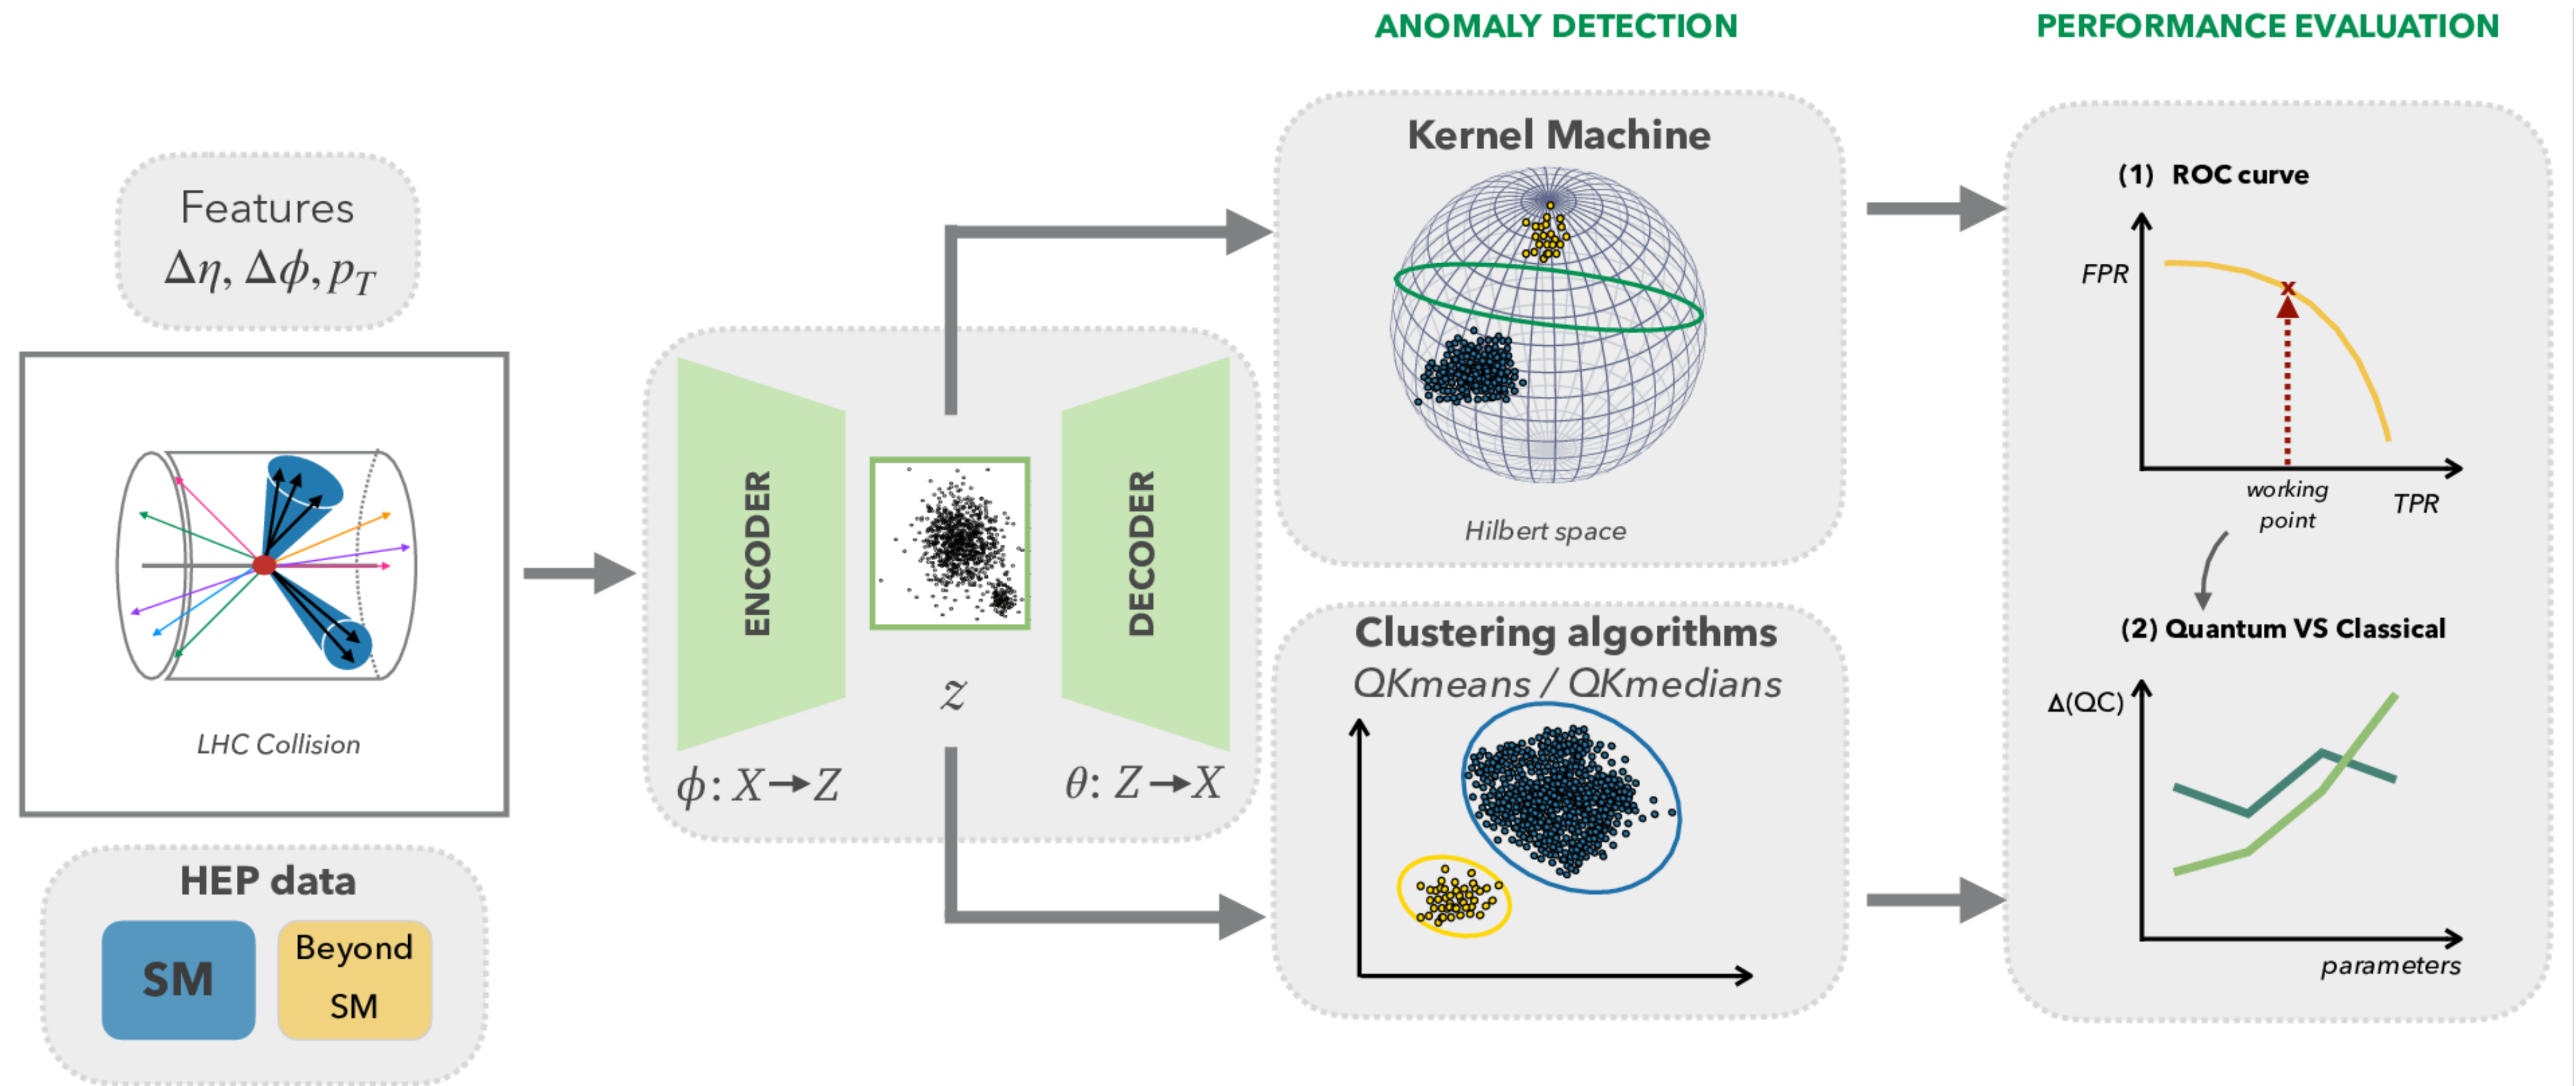 Features
Δη, Δϕ, p_T
LHC Collision
HEP data
SM
Beyond
SM
ENCODER
z
DECODER
ϕ: X→Z
θ: Z→X
ANOMALY DETECTION
Kernel Machine
Hilbert space
Clustering algorithms
QKmeans / QKmedians
PERFORMANCE EVALUATION
(1) ROC curve
FPR
x
working
point
TPR
(2) Quantum VS Classical
Δ(QC)
parameters